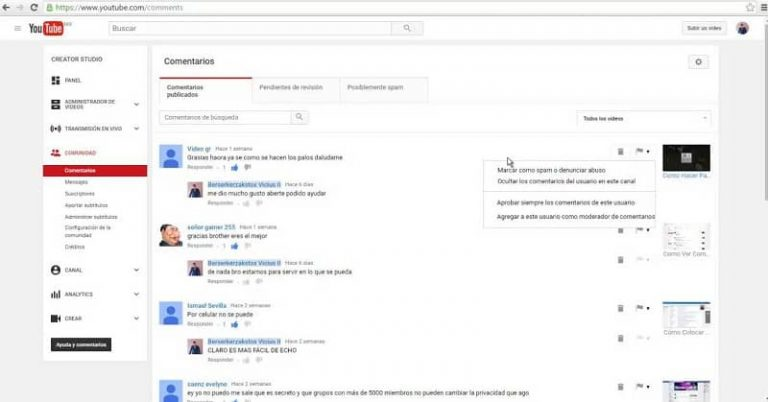 https://www.youtube.com/comments
YouTube
Buscar
Subir un vídeo
CREATOR STUDIO
PANEL
ADMINISTRADOR DE VÍDEOS
TRANSMISIÓN EN VIVO
COMUNIDAD
Comentarios
Mensajes
Suscriptores
Aportar subtítulos
Administrar subtítulos
Configuración de la comunidad
Créditos
CANAL
ANALYTICS
CREAR
Ayuda y comentarios
Comentarios
Comentarios publicados
Pendientes de revisión
Posiblemente spam
Comentarios de búsqueda
Todos los vídeos
Video gr Hace 1 semana
Grasias haora ya se como se hacen los palos daludame
Responder · 1
Berserkerzakotos Vicius II Hace 6 días
me dio mucho gusto aberte podido ayudar
Responder
Marcar como spam o denunciar abuso
Ocultar los comentarios del usuario en este canal
Aprobar siempre los comentarios de este usuario
Agregar a este usuario como moderador de comentarios
Como Hacer Pa...
señor gamer 255 Hace 1 semana
gracias brother eres el mejor
Responder · 1
Berserkerzakotos Vicius II Hace 6 días
de nada bro estamos para servir en lo que se pueda
Responder
Como Ver Com...
Ismael Sevilla Hace 2 semanas
Por celular no se puede
Responder · 1
Berserkerzakotos Vicius II Hace 2 semanas
CLARO ES MAS FÁCIL DE ECHO
Responder
Como Colocar ...
saenz evelyne Hace 2 semanas
ey yo no puedo me sale que es secreto y que grupos con más de 5000 miembros no pueden cambiar la privacidad que ago